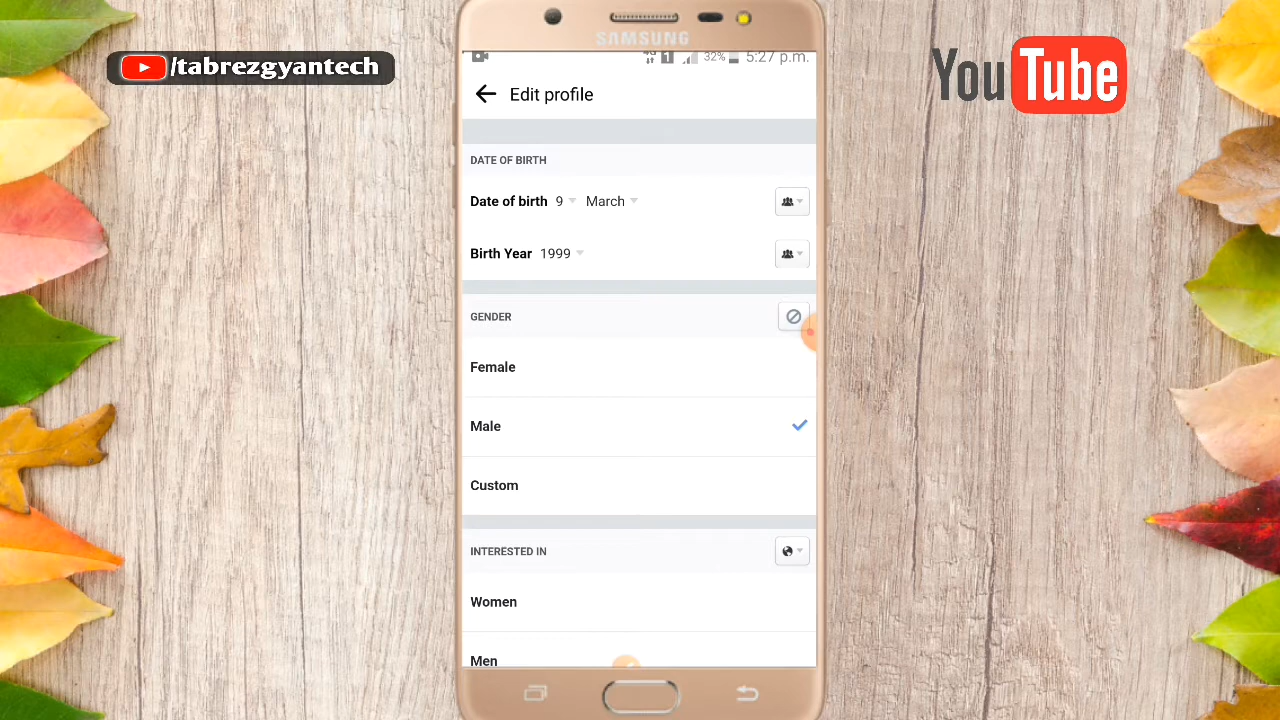 /tabrezgyantech
YouTube
SAMSUNG
1 32% 5:27 p.m.
Edit profile
DATE OF BIRTH
Date of birth 9 March
Birth Year 1999
GENDER
Female
Male
Custom
INTERESTED IN
Women
Men